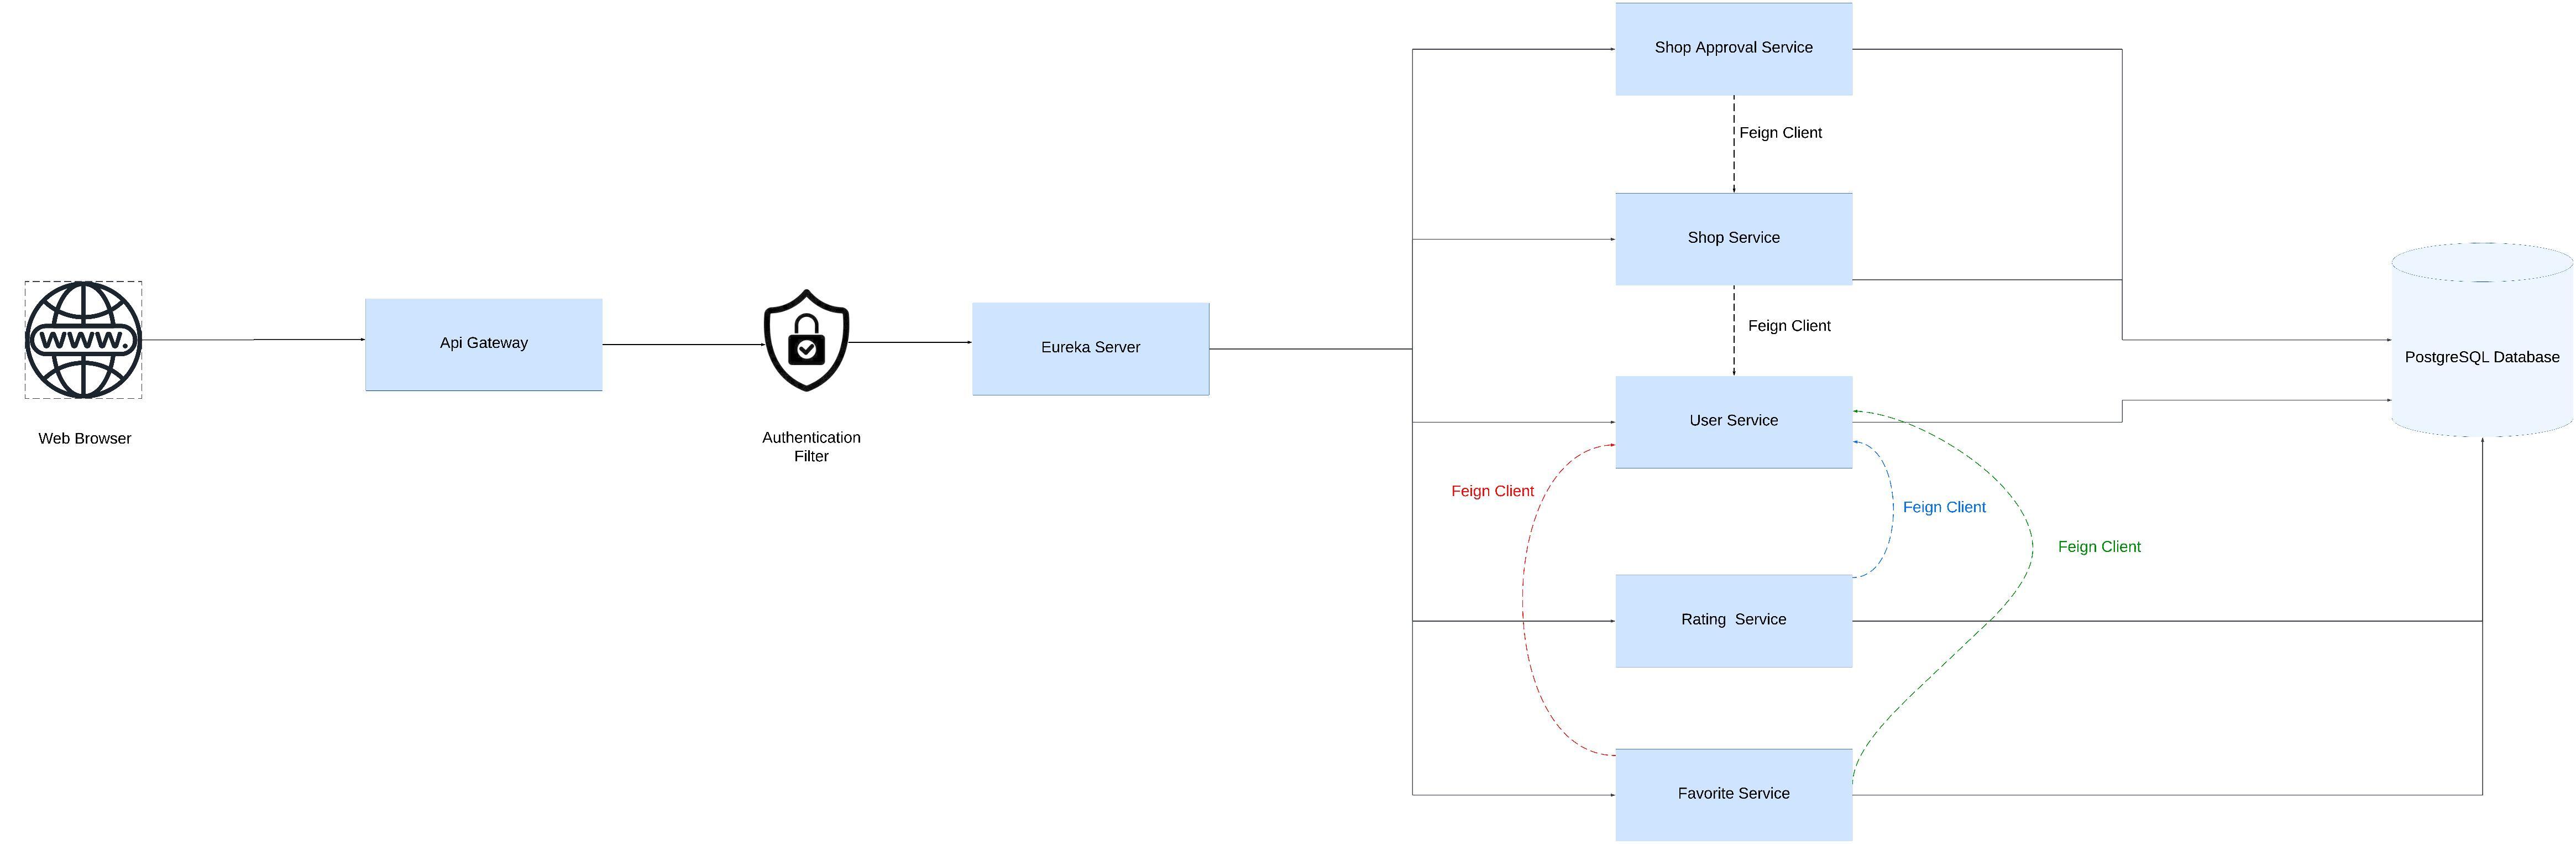 Shop Approval Service
Feign Client
Shop Service
Feign Client
WWW.
Web Browser
Api Gateway
Authentication
Filter
Eureka Server
User Service
PostgreSQL Database
Feign Client
Feign Client
Feign Client
Rating  Service
Favorite Service